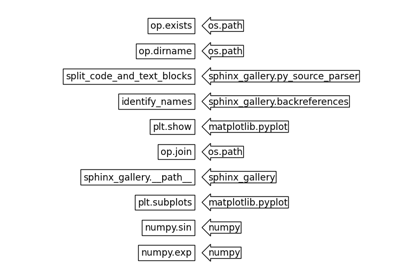 op.exists os.path
op.dirname os.path
split_code_and_text_blocks sphinx_gallery.py_source_parser
identify_names sphinx_gallery.backreferences
plt.show matplotlib.pyplot
op.join os.path
sphinx_gallery.__path__ sphinx_gallery
plt.subplots matplotlib.pyplot
numpy.sin numpy
numpy.exp numpy